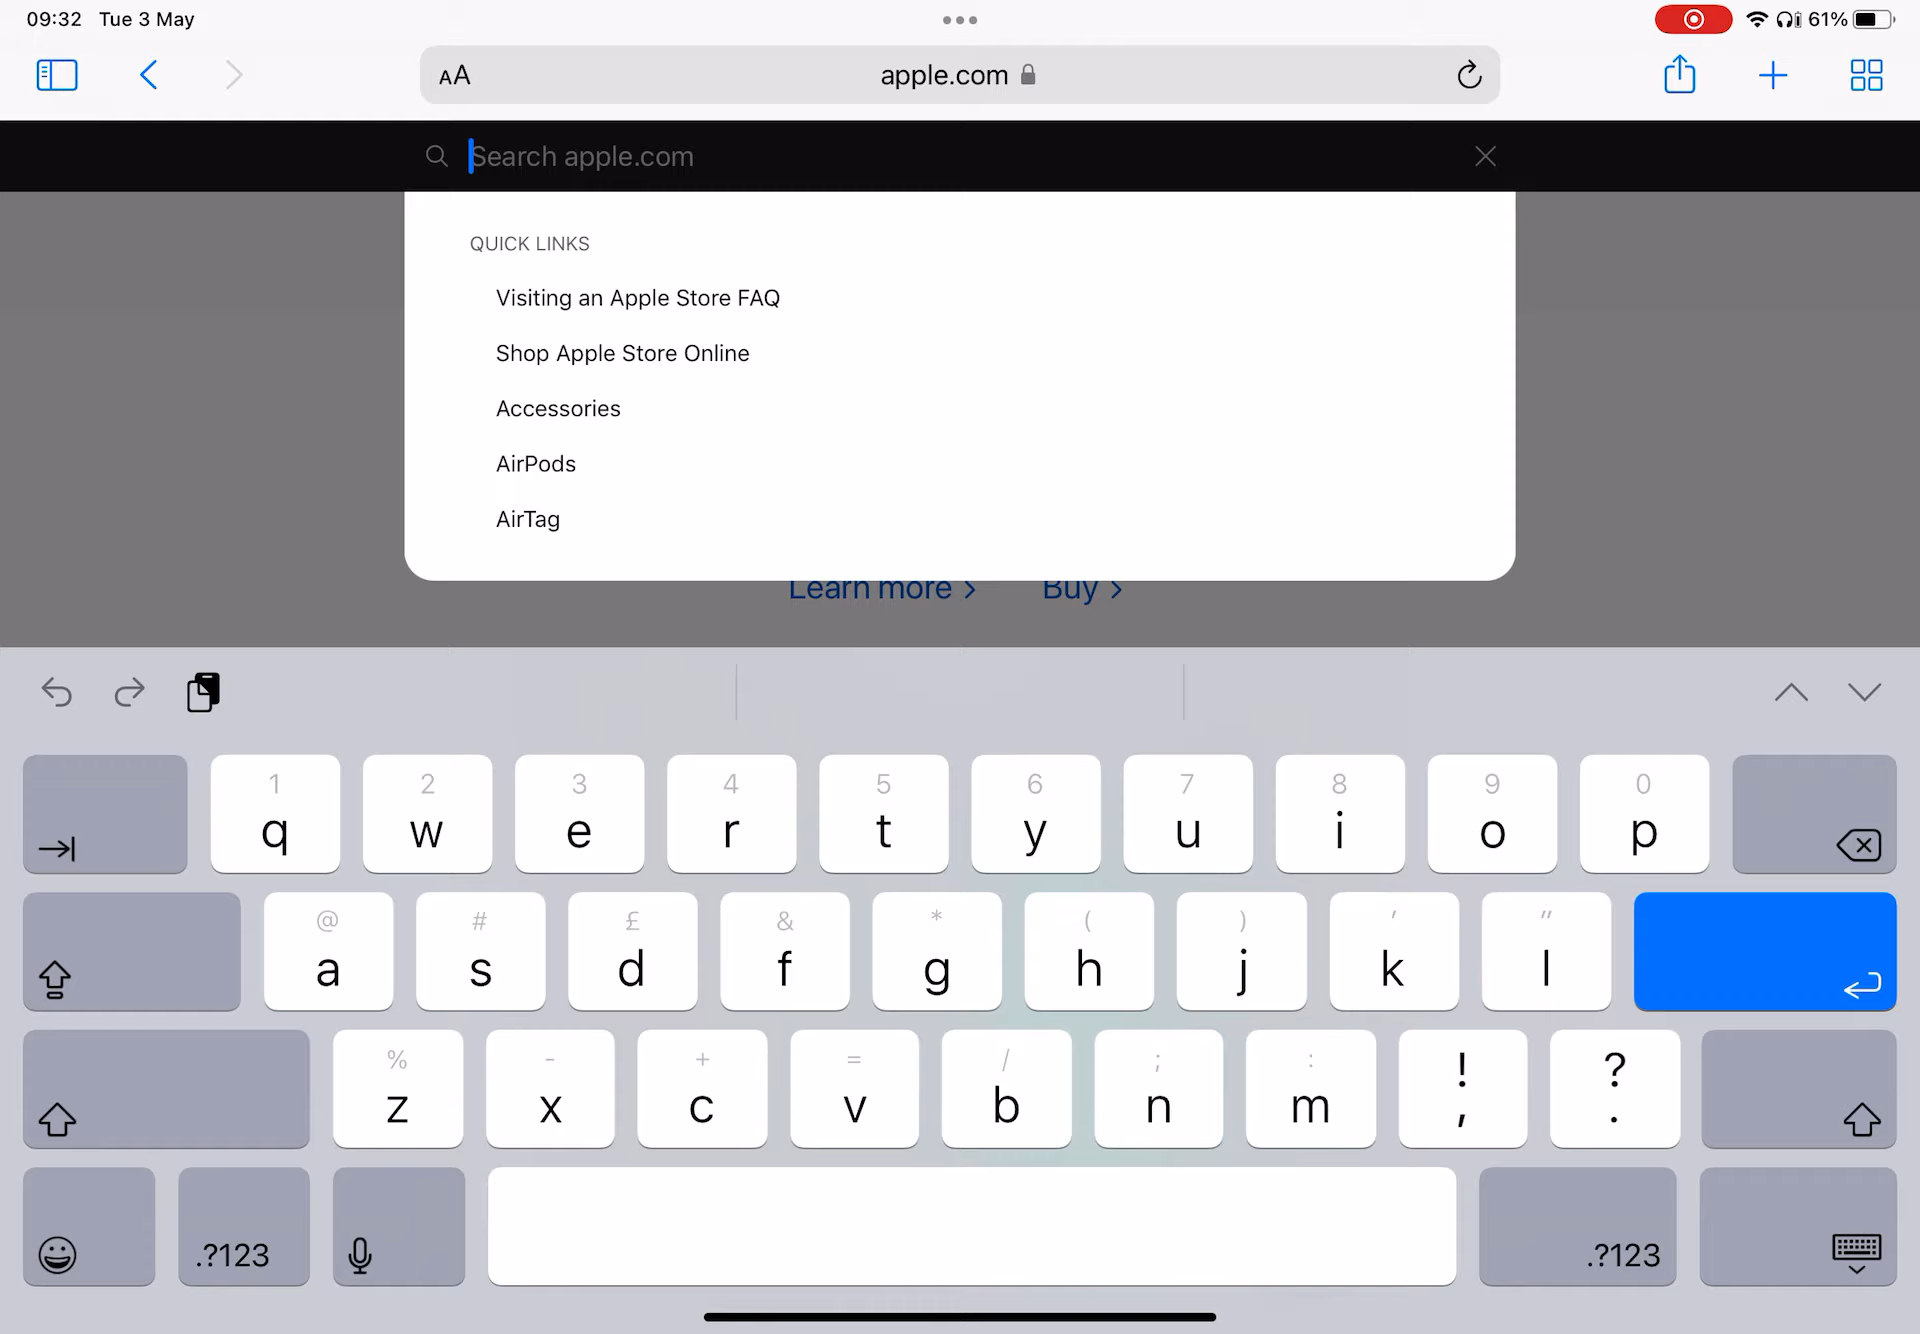 09:32 Tue 3 May
61%
AA
apple.com
Search apple.com
QUICK LINKS
Visiting an Apple Store FAQ
Shop Apple Store Online
Accessories
AirPods
AirTag
Learn more >
Buy >
1 2 3 4 5 6 7 8 9 0
q w e r t y u i o p
@ # £ & * ( ) ' "
a s d f g h j k l
% - + = / ; : ! ?
z x c v b n m , .
.?123 .?123